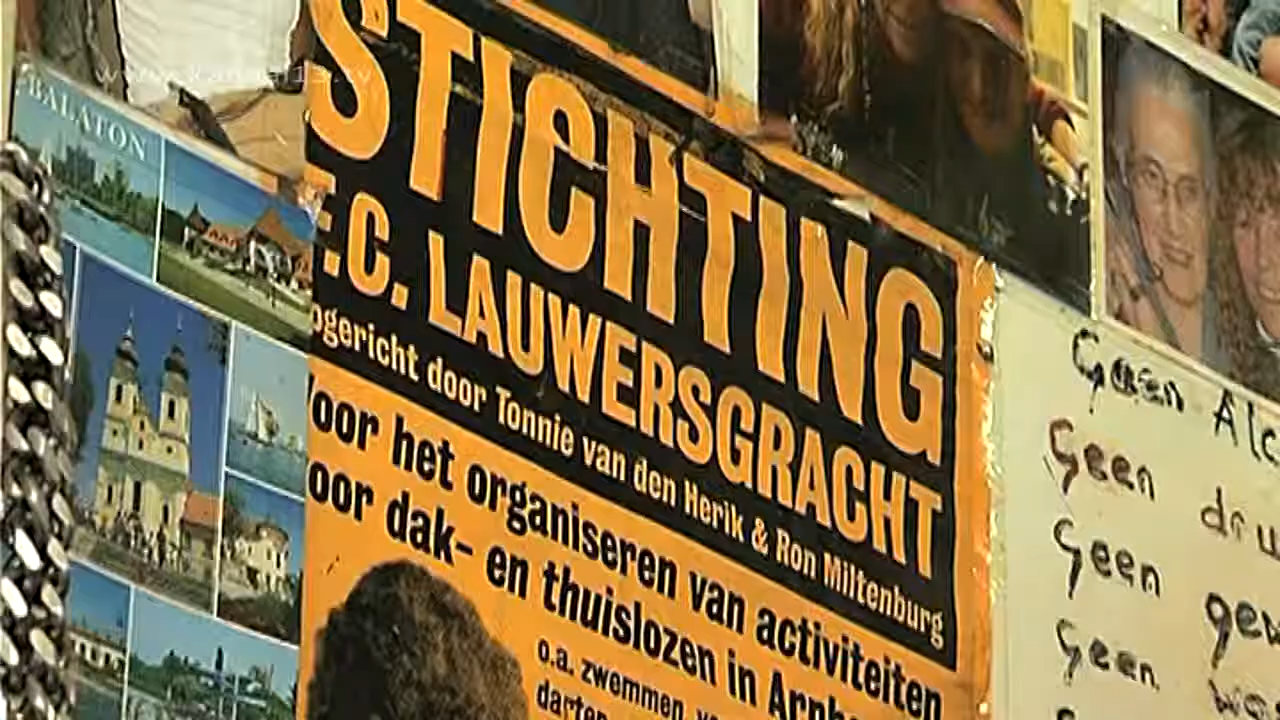 BALATON
STICHTING
F.C. LAUWERSGRACHT
opgericht door Tonnie van den Herik & Ron Miltenburg
Voor het organiseren van activiteiten
voor dak- en thuislozen in
o.a. zwemmen,
Geen
Geen
Geen
Geen